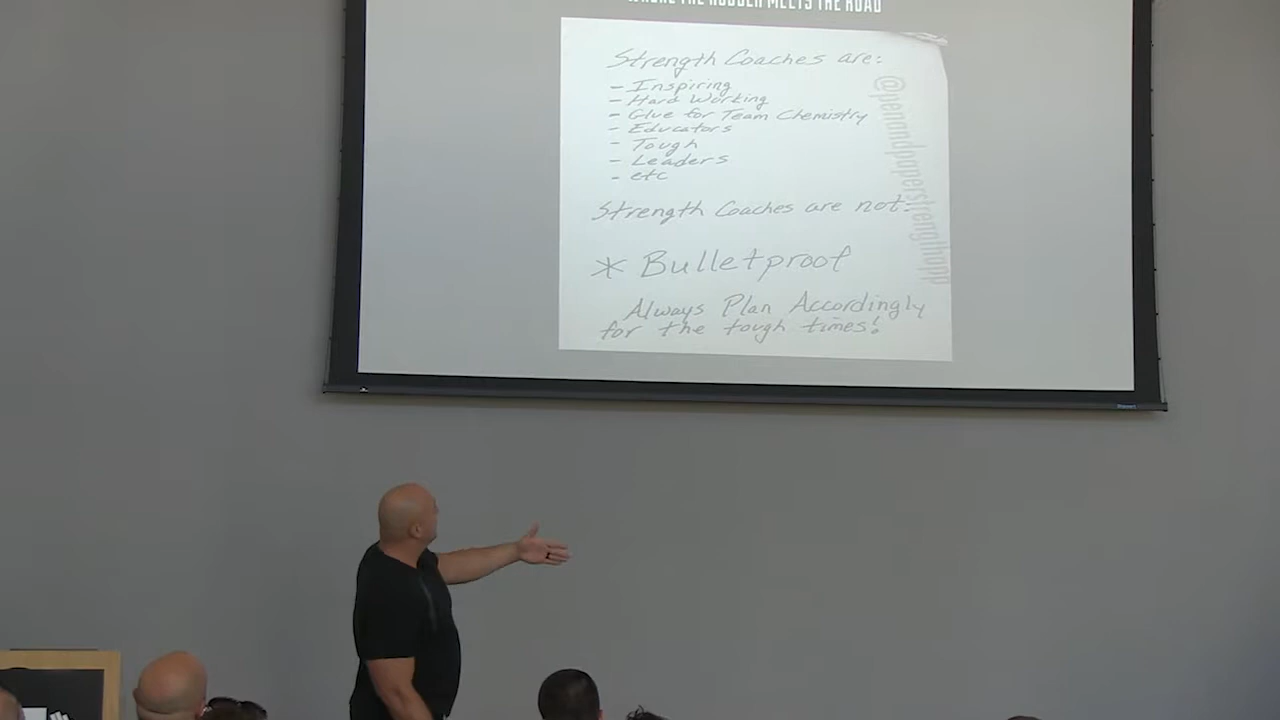 WHERE THE RUBBER MEETS THE ROAD
Strength Coaches are:
- Inspiring
- Hard Working
- Glue for Team Chemistry
- Educators
- Tough
- Leaders
- etc
Strength Coaches are not:
* Bulletproof
Always Plan Accordingly
for the tough times!
@penandpaperstrengthapp